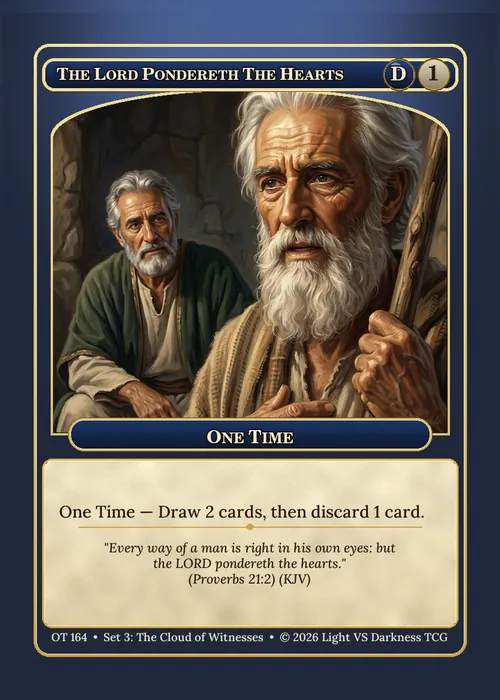 The Lord Pondereth The Hearts D 1
One Time
One Time — Draw 2 cards, then discard 1 card.
"Every way of a man is right in his own eyes: but
the LORD pondereth the hearts."
(Proverbs 21:2) (KJV)
OT 164 • Set 3: The Cloud of Witnesses • © 2026 Light VS Darkness TCG